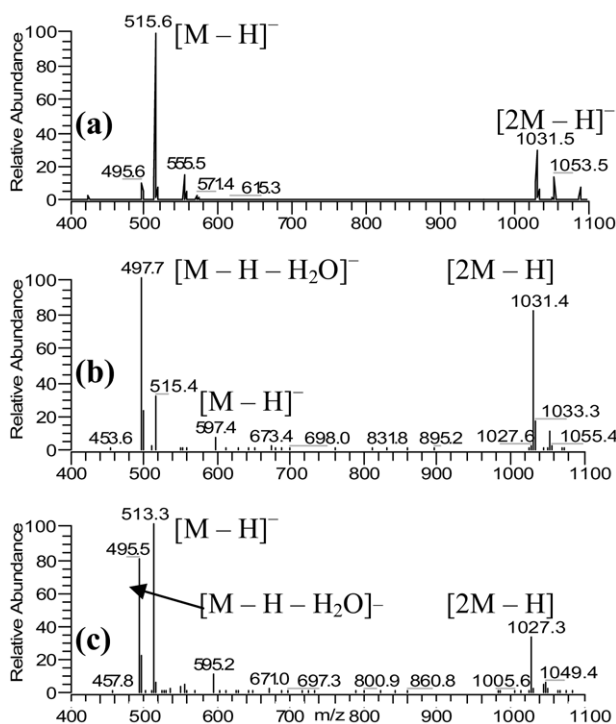 [M – H]⁻
515.6
Relative Abundance
100
80
60
40
20
0
(a)
495.6
555.5
571.4
615.3
[2M – H]⁻
1031.5
1053.5
400 500 600 700 800 900 1000 1100
[M – H – H₂O]⁻
497.7
[2M – H]
1031.4
Relative Abundance
100
80
60
40
20
0
(b)
515.4
[M – H]⁻
597.4
453.6
673.4
698.0
831.8
895.2
1027.6
1033.3
1055.4
400 500 600 700 800 900 1000 1100
[M – H]⁻
513.3
495.5
Relative Abundance
100
80
60
40
20
0
[M – H – H₂O]⁻
[2M – H]
1027.3
(c)
457.8
595.2
671.0
697.3
800.9
860.8
1005.6
1049.4
400 500 600 700 800 900 1000 1100
m/z